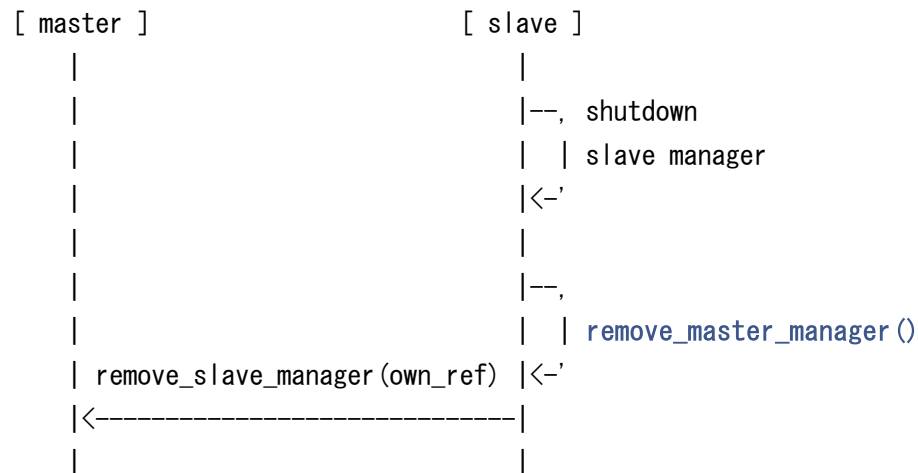 [ master ] [ slave ]
| |
| |--, shutdown
| | | slave manager
| |<-'
| |
| |--,
| | | remove_master_manager()
| remove_slave_manager(own_ref) |<-'
|<-------------------------------|
| |